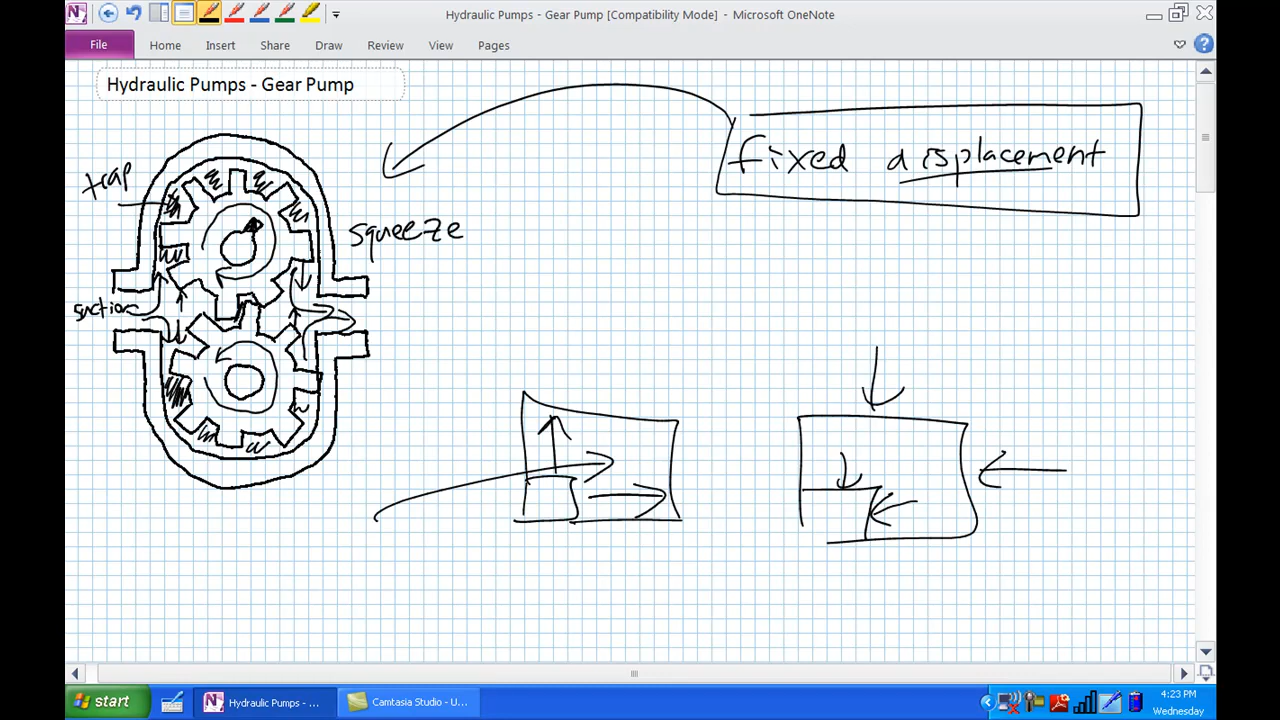 Hydraulic Pumps - Gear Pump [Compatibility Mode] - Microsoft OneNote
File Home Insert Share Draw Review View Pages
Hydraulic Pumps - Gear Pump
fixed displacement
trap
squeeze
suction
start Hydraulic Pumps - ... Camtasia Studio - U... 4:23 PM
Wednesday